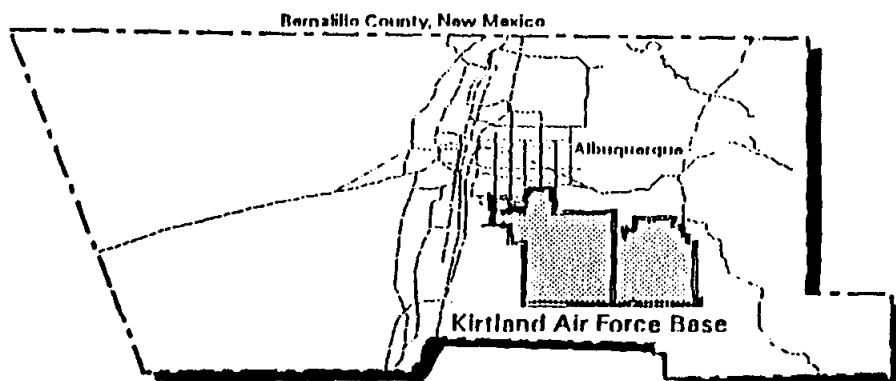 Bernalillo County, New Mexico
Albuquerque
Kirtland Air Force Base